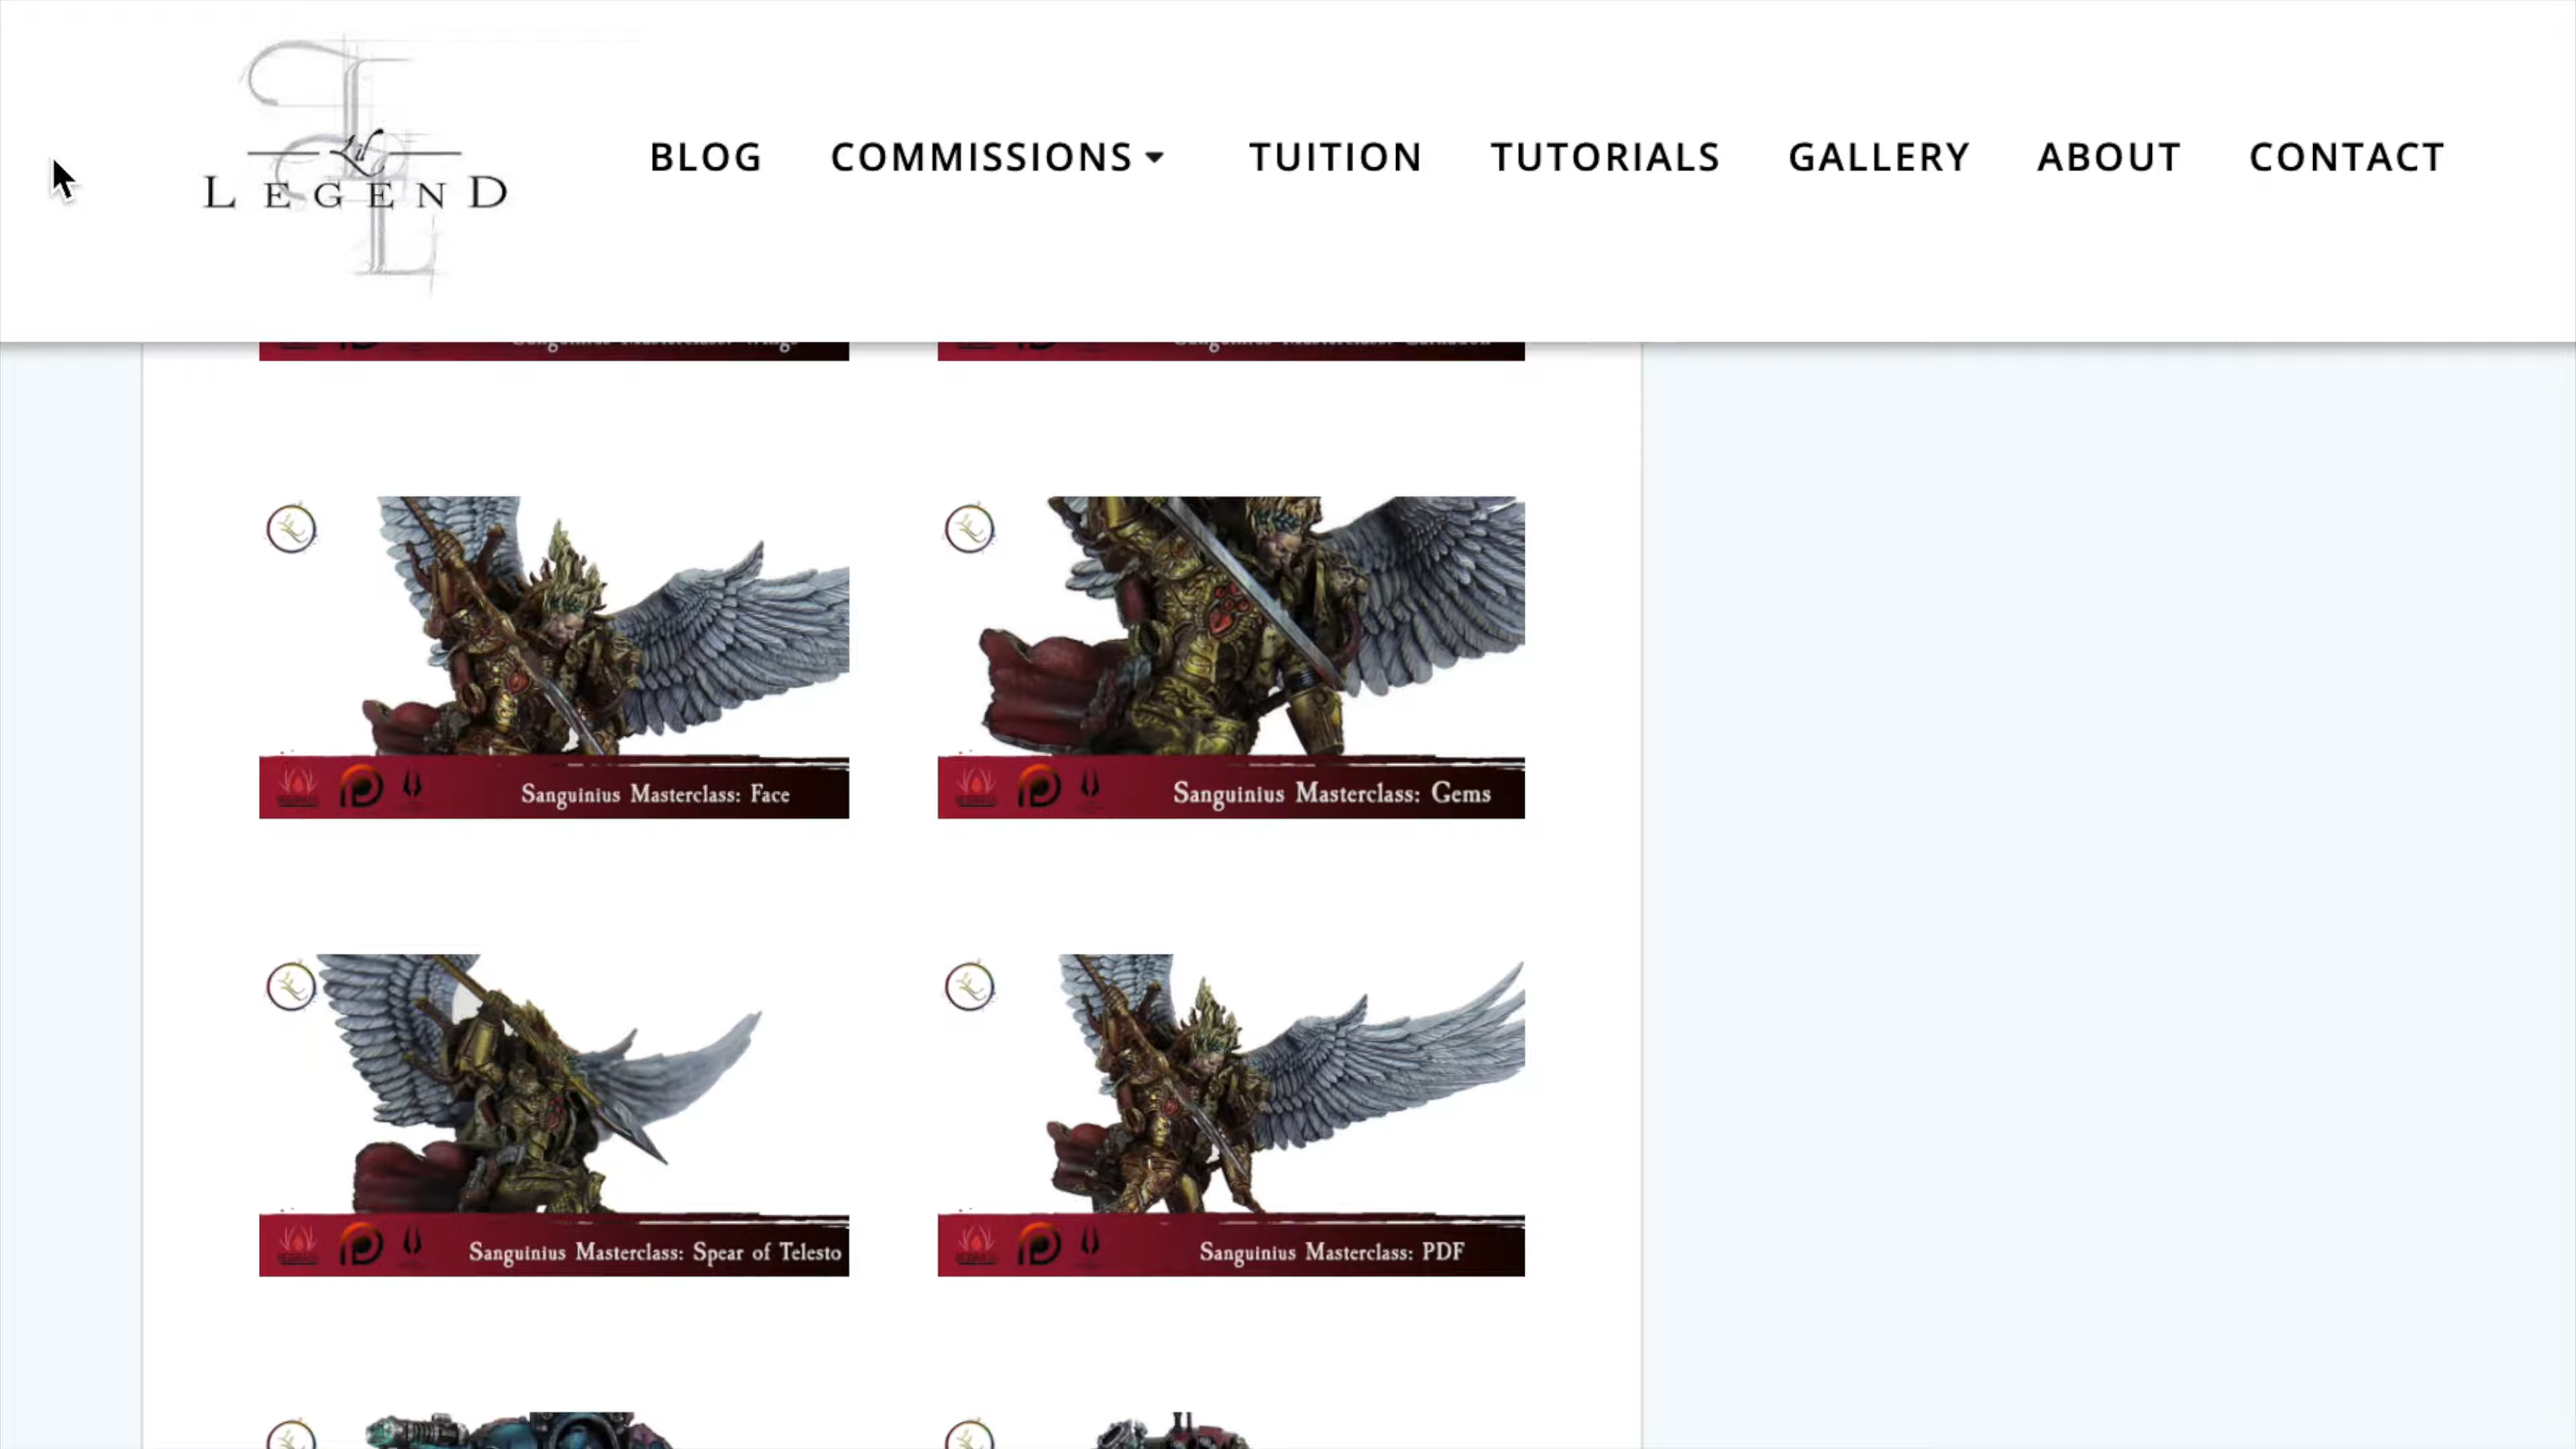 Lil
LEGEND
BLOG COMMISSIONS TUITION TUTORIALS GALLERY ABOUT CONTACT
Sanguinius Masterclass: Face
Sanguinius Masterclass: Gems
Sanguinius Masterclass: Spear of Telesto
Sanguinius Masterclass: PDF